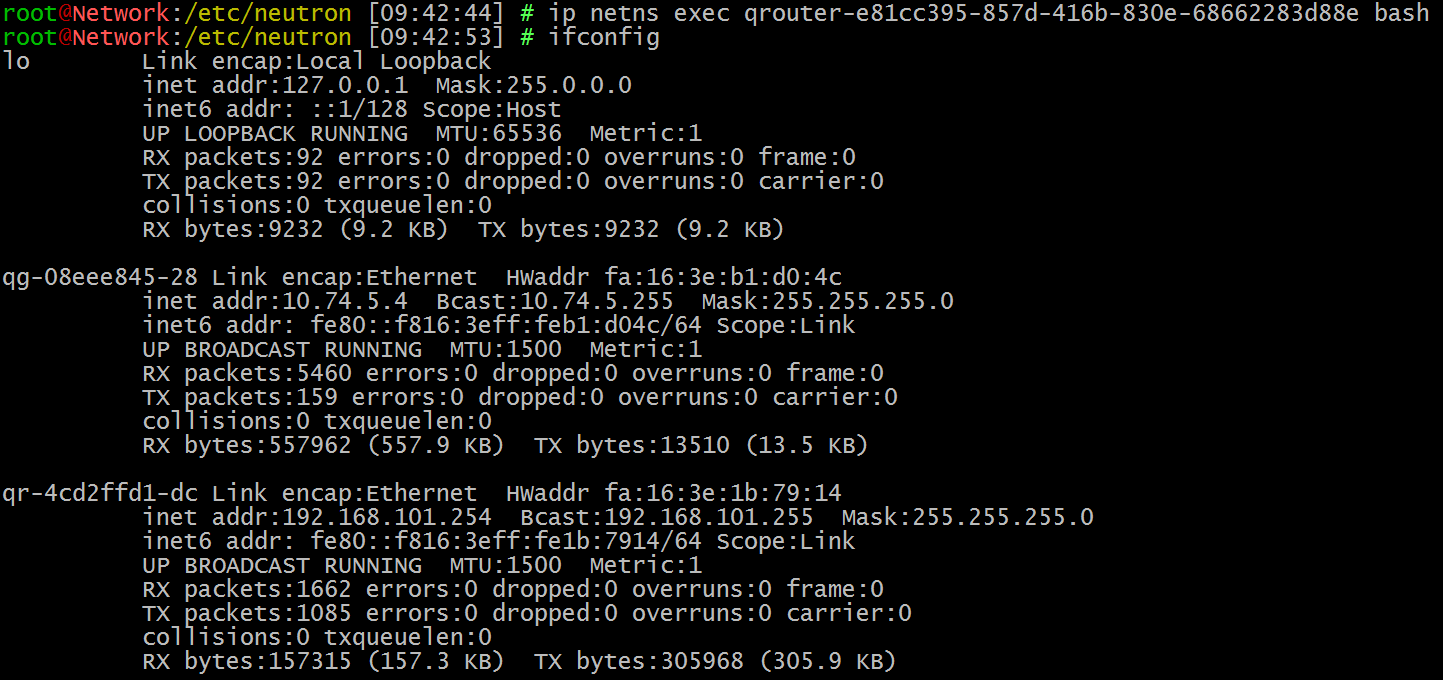 root@Network:/etc/neutron [09:42:44] # ip netns exec qrouter-e81cc395-857d-416b-830e-68662283d88e bash
root@Network:/etc/neutron [09:42:53] # ifconfig
lo        Link encap:Local Loopback
          inet addr:127.0.0.1  Mask:255.0.0.0
          inet6 addr: ::1/128 Scope:Host
          UP LOOPBACK RUNNING  MTU:65536  Metric:1
          RX packets:92 errors:0 dropped:0 overruns:0 frame:0
          TX packets:92 errors:0 dropped:0 overruns:0 carrier:0
          collisions:0 txqueuelen:0
          RX bytes:9232 (9.2 KB)  TX bytes:9232 (9.2 KB)

qg-08eee845-28 Link encap:Ethernet  HWaddr fa:16:3e:b1:d0:4c
          inet addr:10.74.5.4  Bcast:10.74.5.255  Mask:255.255.255.0
          inet6 addr: fe80::f816:3eff:feb1:d04c/64 Scope:Link
          UP BROADCAST RUNNING  MTU:1500  Metric:1
          RX packets:5460 errors:0 dropped:0 overruns:0 frame:0
          TX packets:159 errors:0 dropped:0 overruns:0 carrier:0
          collisions:0 txqueuelen:0
          RX bytes:557962 (557.9 KB)  TX bytes:13510 (13.5 KB)

qr-4cd2ffd1-dc Link encap:Ethernet  HWaddr fa:16:3e:1b:79:14
          inet addr:192.168.101.254  Bcast:192.168.101.255  Mask:255.255.255.0
          inet6 addr: fe80::f816:3eff:fe1b:7914/64 Scope:Link
          UP BROADCAST RUNNING  MTU:1500  Metric:1
          RX packets:1662 errors:0 dropped:0 overruns:0 frame:0
          TX packets:1085 errors:0 dropped:0 overruns:0 carrier:0
          collisions:0 txqueuelen:0
          RX bytes:157315 (157.3 KB)  TX bytes:305968 (305.9 KB)